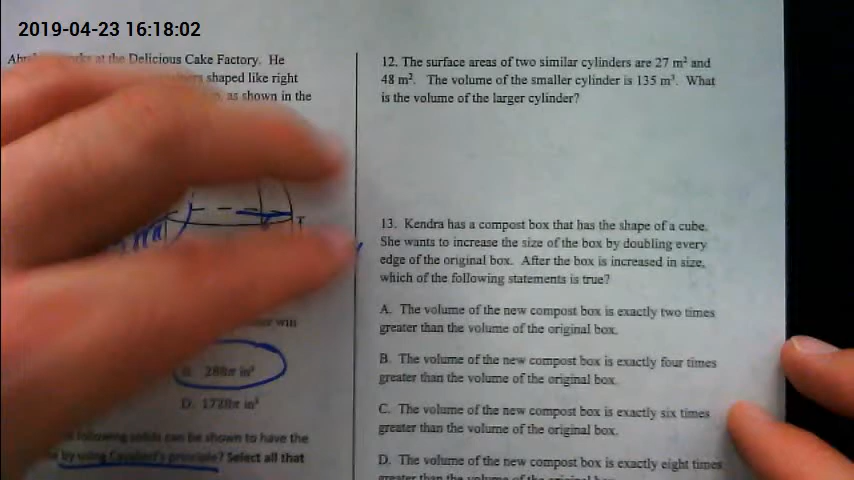 2019-04-23 16:18:02
at the Delicious Cake Factory. He
shaped like right
as shown in the
T
will
288π in³
D. 1728π in³
following solids can be shown to have the
by using Cavalieri's principle? Select all that
12. The surface areas of two similar cylinders are 27 m² and
48 m². The volume of the smaller cylinder is 135 m³. What
is the volume of the larger cylinder?
13. Kendra has a compost box that has the shape of a cube.
She wants to increase the size of the box by doubling every
edge of the original box. After the box is increased in size,
which of the following statements is true?
A. The volume of the new compost box is exactly two times
greater than the volume of the original box.
B. The volume of the new compost box is exactly four times
greater than the volume of the original box.
C. The volume of the new compost box is exactly six times
greater than the volume of the original box.
D. The volume of the new compost box is exactly eight times
greater than the volume of the original box.